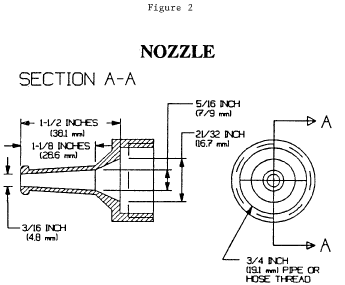 Figure 2
NOZZLE
SECTION A-A
1-1/2 INCHES
(38.1 mm)
1-1/8 INCHES
(28.6 mm)
5/16 INCH
(7/9 mm)
21/32 INCH
(16.7 mm)
3/16 INCH
(4.8 mm)
A
A
3/4 INCH
(19.1 mm) PIPE OR
HOSE THREAD